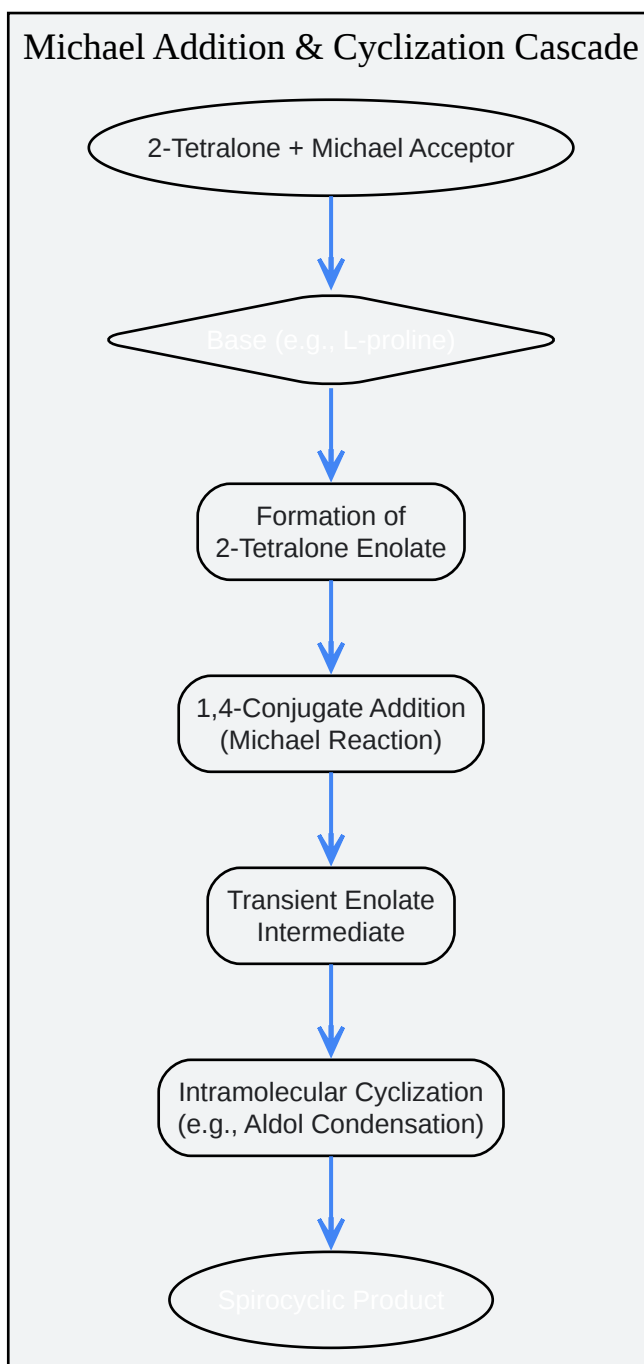 Michael Addition & Cyclization Cascade
2-Tetralone + Michael Acceptor
Base (e.g., L-proline)
Formation of
2-Tetralone Enolate
1,4-Conjugate Addition
(Michael Reaction)
Transient Enolate
Intermediate
Intramolecular Cyclization
(e.g., Aldol Condensation)
Spirocyclic Product